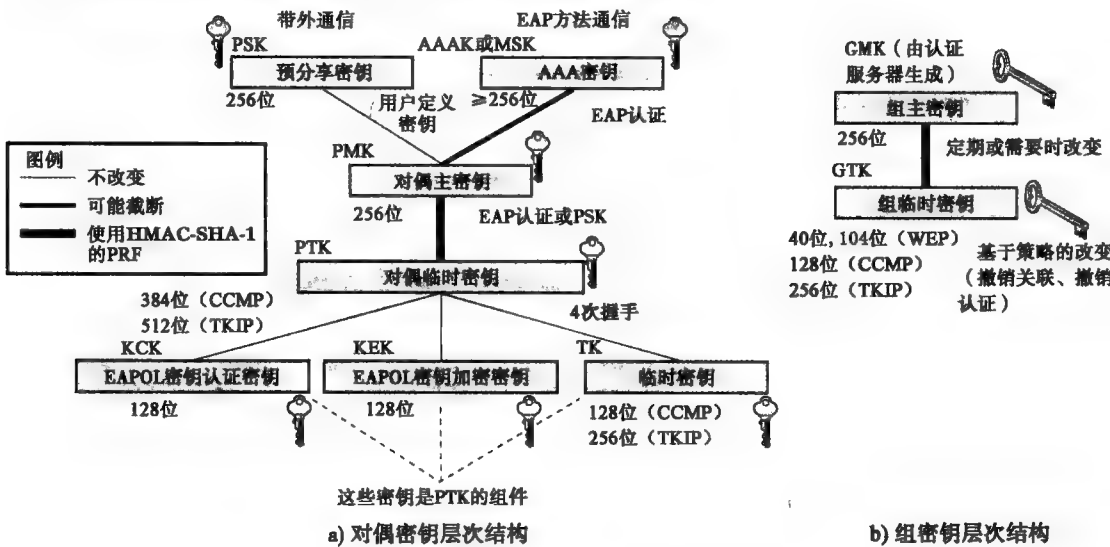 带外通信
EAP方法通信
PSK
AAAK或MSK
预分享密钥
AAA密钥
256位
用户定义
密钥
≥256位
EAP认证
PMK
对偶主密钥
256位
EAP认证或PSK
图例
不改变
可能截断
使用HMAC-SHA-1
的PRF
PTK
对偶临时密钥
384位（CCMP）
512位（TKIP）
4次握手
KCK
KEK
TK
EAPOL密钥认证密钥
EAPOL密钥加密密钥
临时密钥
128位
128位
128位（CCMP）
256位（TKIP）
这些密钥是PTK的组件
a) 对偶密钥层次结构
GMK（由认证
服务器生成）
组主密钥
256位
定期或需要时改变
GTK
组临时密钥
40位, 104位（WEP）
128位（CCMP）
256位（TKIP）
基于策略的改变
（撤销关联、撤销
认证）
b) 组密钥层次结构